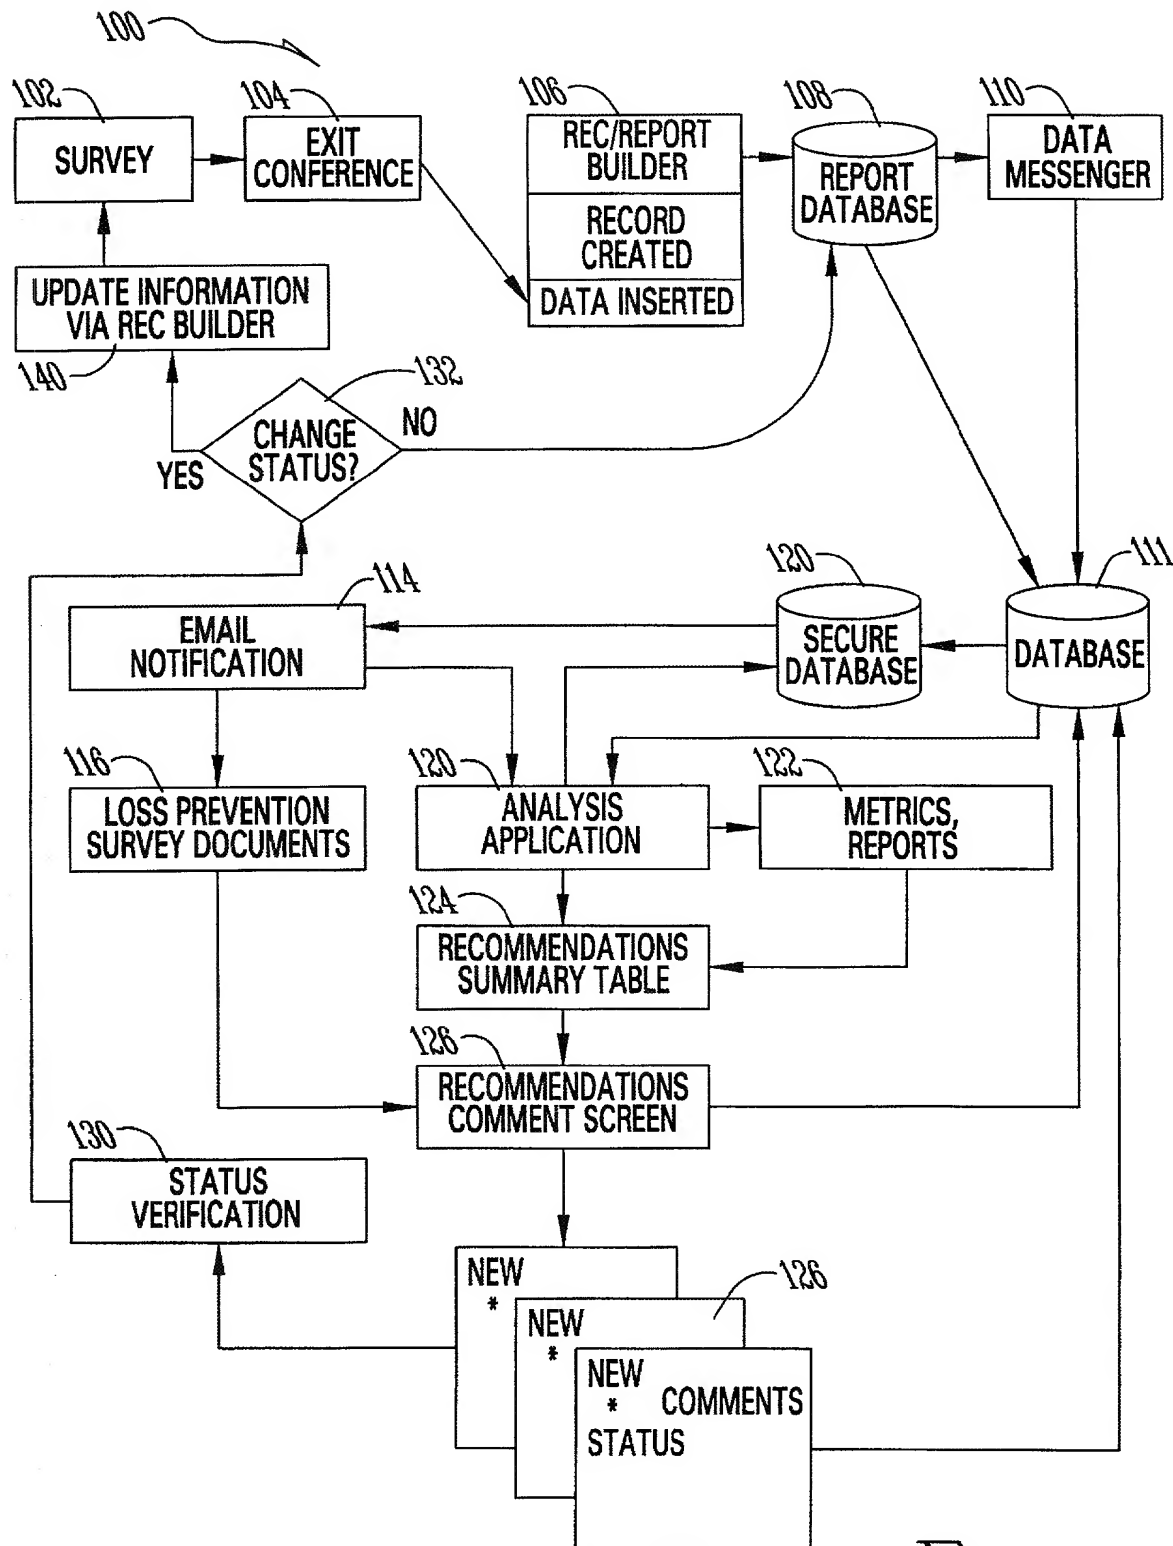 100
102
SURVEY
104
EXIT
CONFERENCE
106
REC/REPORT
BUILDER
RECORD
CREATED
DATA INSERTED
108
REPORT
DATABASE
110
DATA
MESSENGER
UPDATE INFORMATION
VIA REC BUILDER
140
132
CHANGE
STATUS?
YES
NO
114
EMAIL
NOTIFICATION
120
SECURE
DATABASE
111
DATABASE
116
LOSS PREVENTION
SURVEY DOCUMENTS
120
ANALYSIS
APPLICATION
122
METRICS,
REPORTS
124
RECOMMENDATIONS
SUMMARY TABLE
126
RECOMMENDATIONS
COMMENT SCREEN
130
STATUS
VERIFICATION
NEW
*
126
NEW
*
NEW
* COMMENTS
STATUS